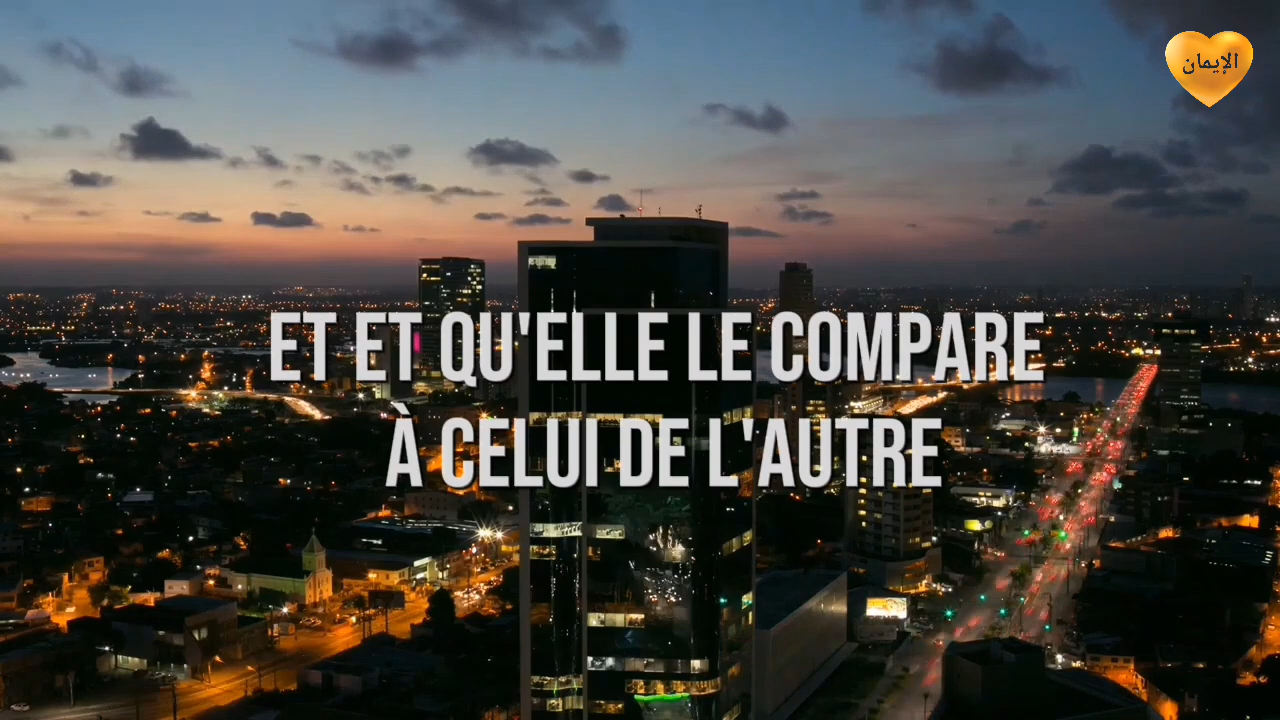 الإيمان
ET ET QU'ELLE LE COMPARE
À CELUI DE L'AUTRE